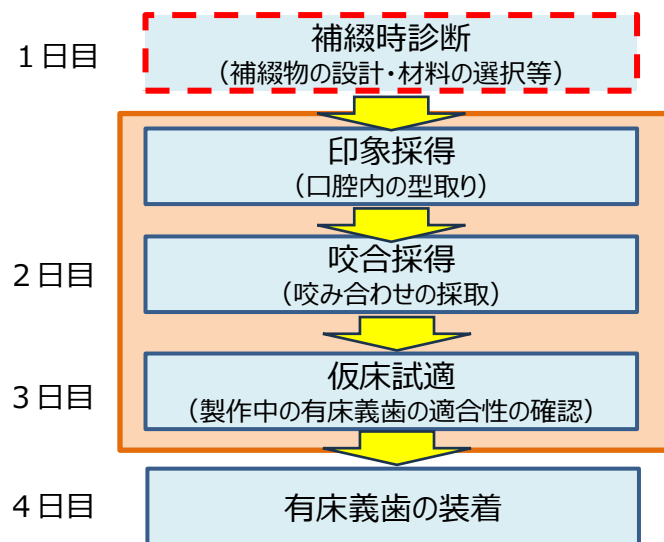 １日目
補綴時診断
（補綴物の設計・材料の選択等）
印象採得
（口腔内の型取り）
２日目
咬合採得
（咬み合わせの採取）
３日目
仮床試適
（製作中の有床義歯の適合性の確認）
４日目
有床義歯の装着